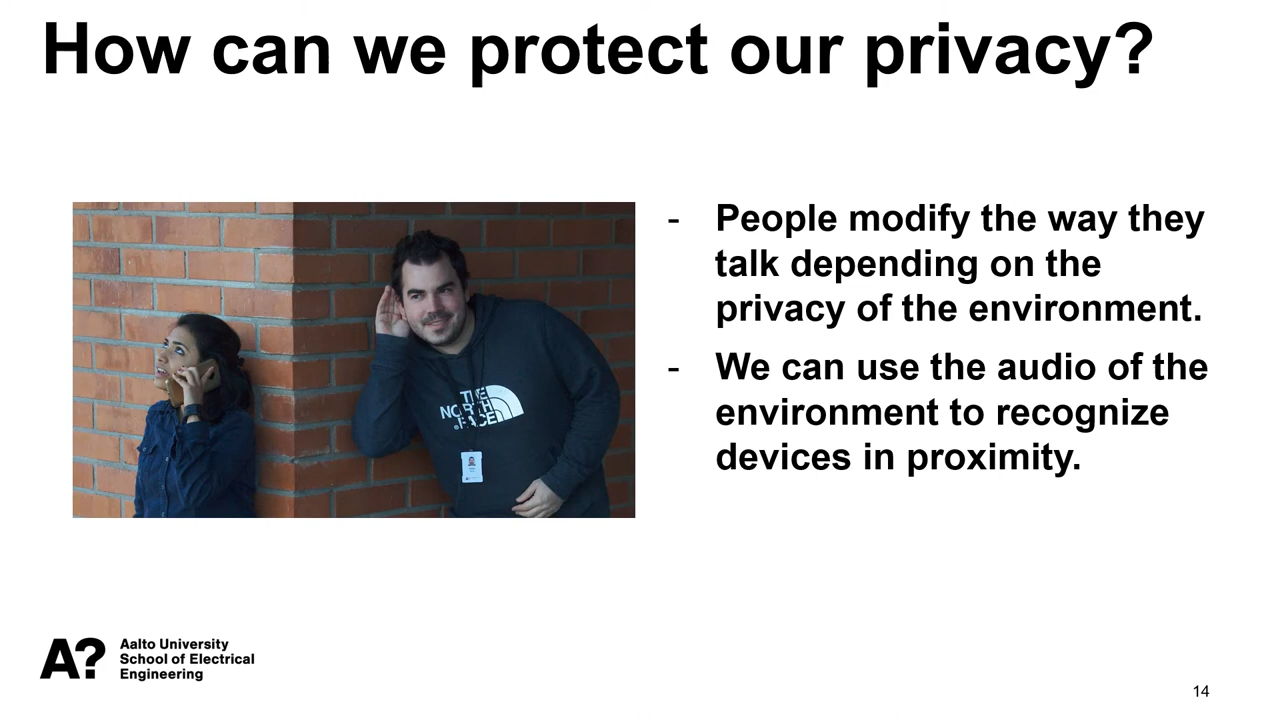 How can we protect our privacy?
- People modify the way they
talk depending on the
privacy of the environment.
- We can use the audio of the
environment to recognize
devices in proximity.
THE
NORTH
FACE
A?
Aalto University
School of Electrical
Engineering
14